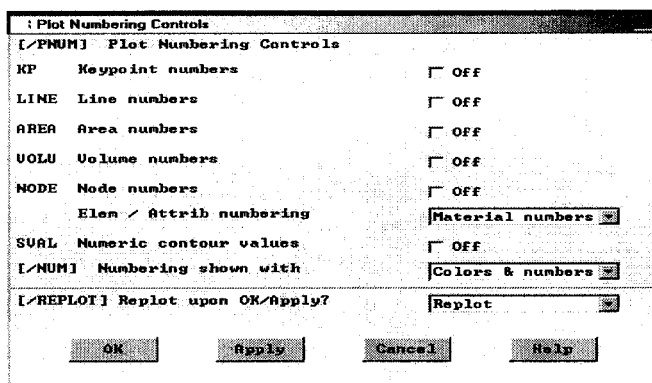 Plot Numbering Controls
[/PNUM] Plot Numbering Controls
KP Keypoint numbers Off
LINE Line numbers Off
AREA Area numbers Off
VOLU Volume numbers Off
NODE Node numbers Off
Elem / Attrib numbering Material numbers
SVAL Numeric contour values Off
[/NUM] Numbering shown with Colors & numbers
[/REPLOT] Replot upon OK/Apply? Replot
OK Apply Cancel Help